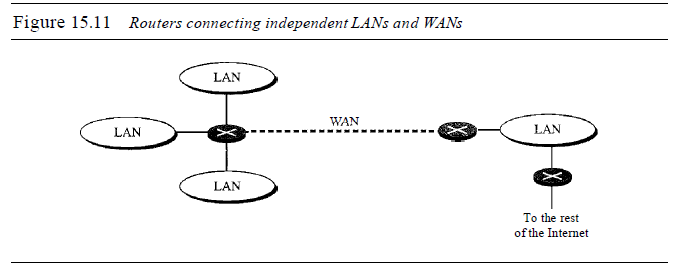 Figure 15.11 Routers connecting independent LANs and WANs
LAN
LAN
WAN
LAN
LAN
To the rest
of the Internet